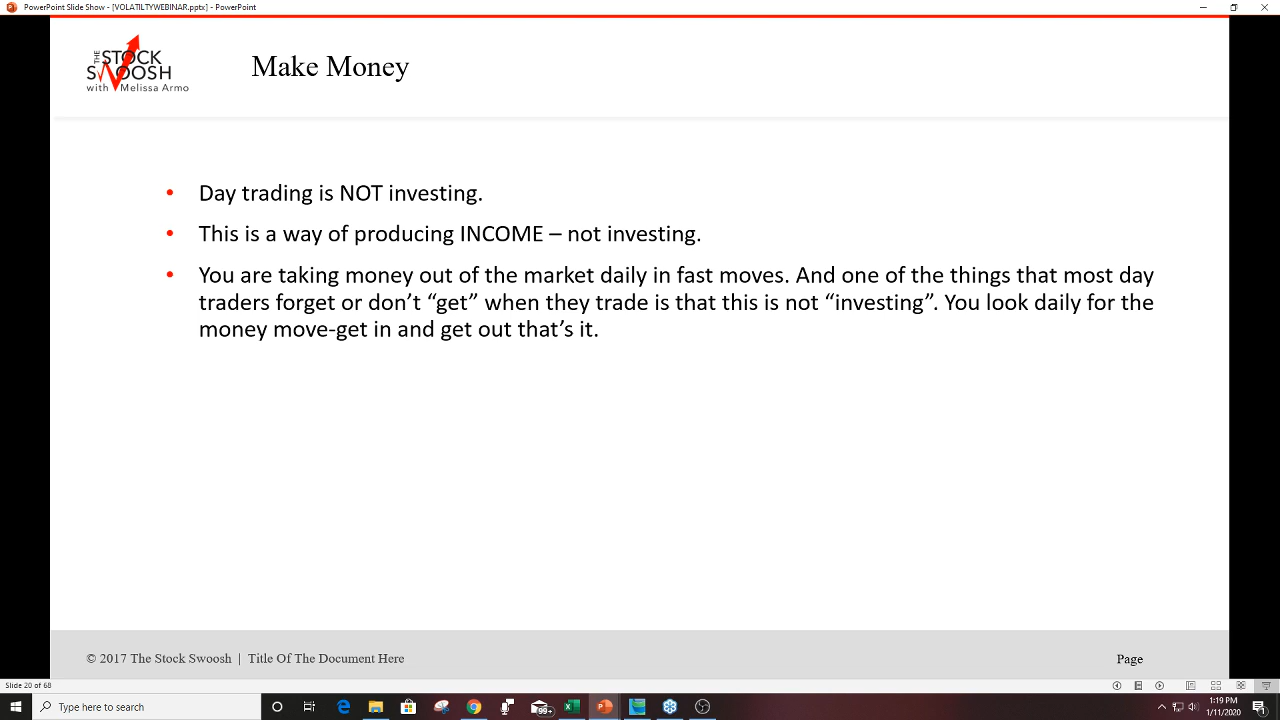 PowerPoint Slide Show - [VOLATILTYWEBINAR.pptx] - PowerPoint
THE STOCK
SWOOSH
with Melissa Armo
Make Money
• Day trading is NOT investing.
• This is a way of producing INCOME – not investing.
• You are taking money out of the market daily in fast moves. And one of the things that most day
traders forget or don’t “get” when they trade is that this is not “investing”. You look daily for the
money move-get in and get out that’s it.
© 2017 The Stock Swoosh | Title Of The Document Here
Page
Slide 20 of 68
Type here to search
99+
1:19 PM
1/11/2020
1